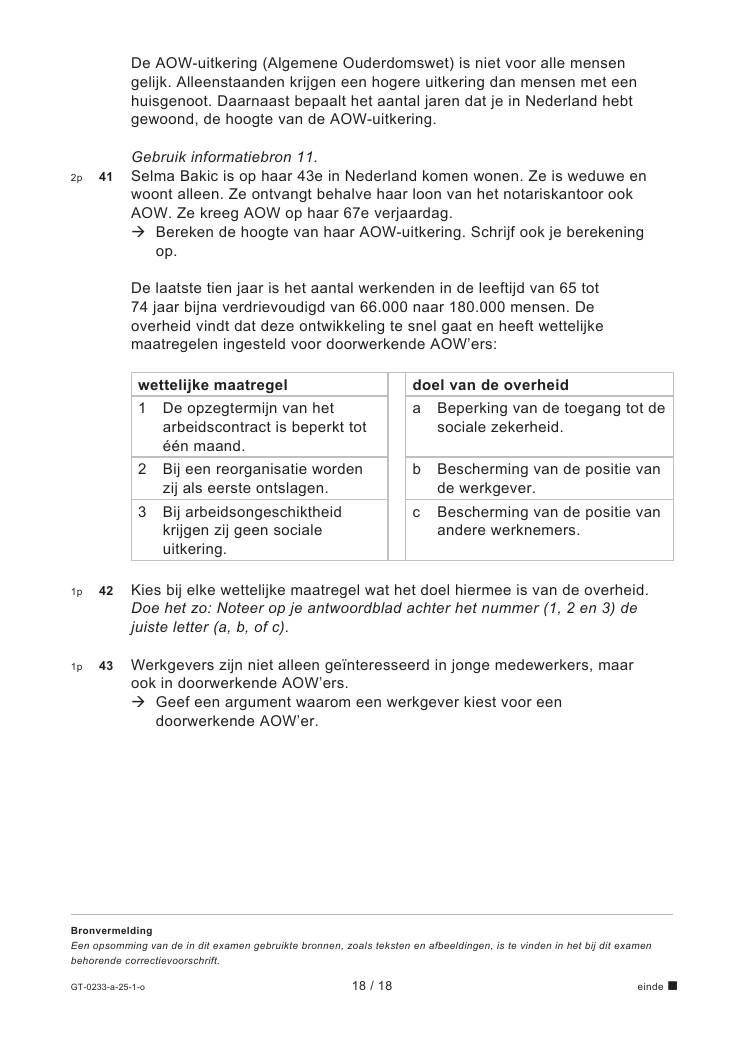 De AOW-uitkering (Algemene Ouderdomswet) is niet voor alle mensen
gelijk. Alleenstaanden krijgen een hogere uitkering dan mensen met een
huisgenoot. Daarnaast bepaalt het aantal jaren dat je in Nederland hebt
gewoond, de hoogte van de AOW-uitkering.
Gebruik informatiebron 11.
2p 41 Selma Bakic is op haar 43e in Nederland komen wonen. Ze is weduwe en
woont alleen. Ze ontvangt behalve haar loon van het notariskantoor ook
AOW. Ze kreeg AOW op haar 67e verjaardag.
→ Bereken de hoogte van haar AOW-uitkering. Schrijf ook je berekening
op.
De laatste tien jaar is het aantal werkenden in de leeftijd van 65 tot
74 jaar bijna verdrievoudigd van 66.000 naar 180.000 mensen. De
overheid vindt dat deze ontwikkeling te snel gaat en heeft wettelijke
maatregelen ingesteld voor doorwerkende AOW’ers:
wettelijke maatregel
1 De opzegtermijn van het
arbeidscontract is beperkt tot
één maand.
2 Bij een reorganisatie worden
zij als eerste ontslagen.
3 Bij arbeidsongeschiktheid
krijgen zij geen sociale
uitkering.
doel van de overheid
a Beperking van de toegang tot de
sociale zekerheid.
b Bescherming van de positie van
de werkgever.
c Bescherming van de positie van
andere werknemers.
1p 42 Kies bij elke wettelijke maatregel wat het doel hiermee is van de overheid.
Doe het zo: Noteer op je antwoordblad achter het nummer (1, 2 en 3) de
juiste letter (a, b, of c).
1p 43 Werkgevers zijn niet alleen geïnteresseerd in jonge medewerkers, maar
ook in doorwerkende AOW’ers.
→ Geef een argument waarom een werkgever kiest voor een
doorwerkende AOW’er.
Bronvermelding
Een opsomming van de in dit examen gebruikte bronnen, zoals teksten en afbeeldingen, is te vinden in het bij dit examen
behorende correctievoorschrift.
GT-0233-a-25-1-o 18 / 18 einde ■